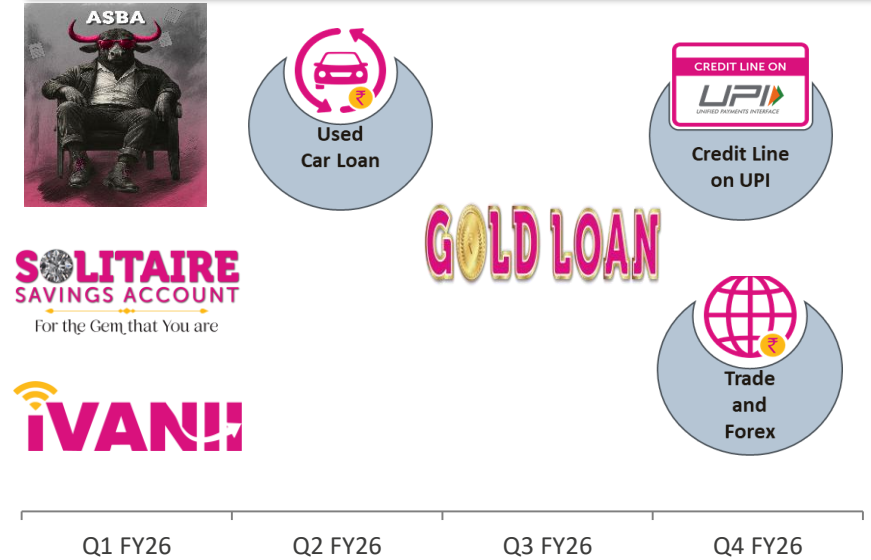 ASBA
SOLITAIRE
SAVINGS ACCOUNT
For the Gem that You are
iVANII
₹
Used
Car Loan
GOLD LOAN
CREDIT LINE ON
UPI
UNIFIED PAYMENTS INTERFACE
Credit Line
on UPI
₹
Trade
and
Forex
Q1 FY26
Q2 FY26
Q3 FY26
Q4 FY26